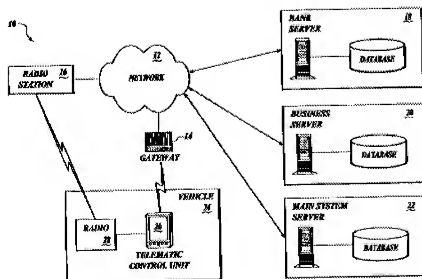 10
RADIO
STATION
16
12
NETWORK
14
GATEWAY
VEHICLE
24
RADIO
28
26
TELEMATIC
CONTROL UNIT
BANK
SERVER
18
DATABASE
BUSINESS
SERVER
20
DATABASE
MAIN SYSTEM
SERVER
22
DATABASE